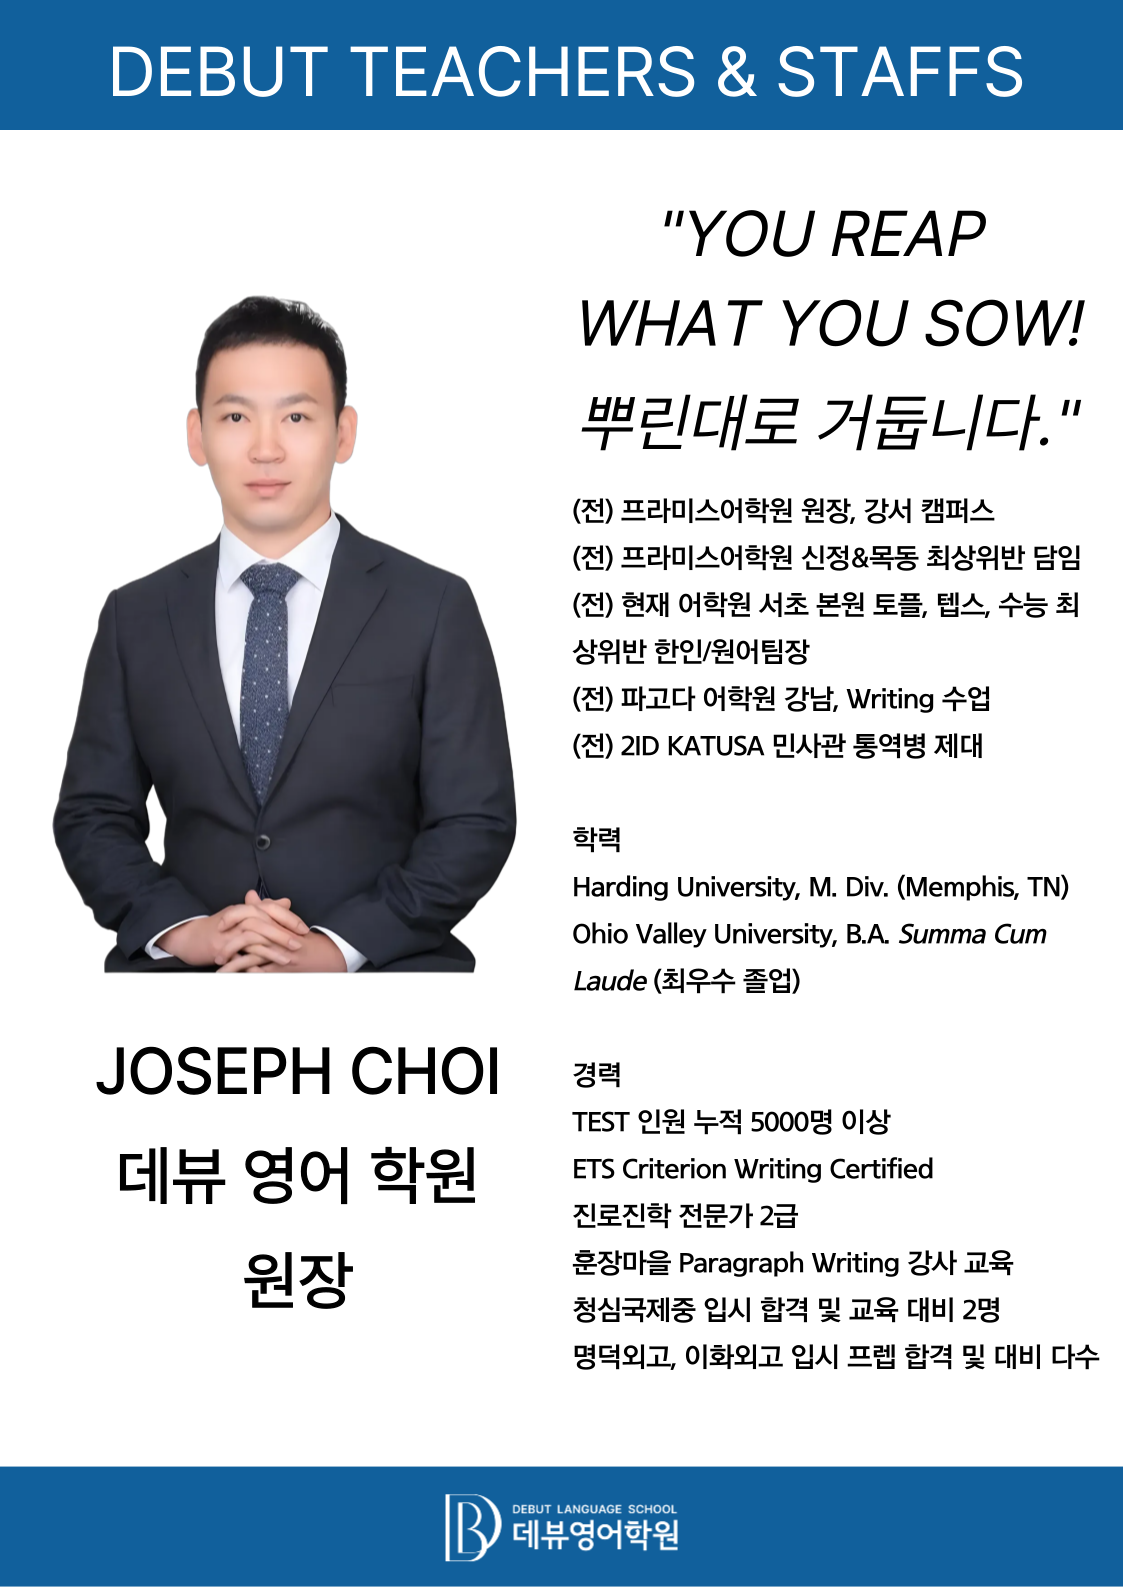 DEBUT TEACHERS & STAFFS
"YOU REAP
WHAT YOU SOW!
뿌린대로 거둡니다."
(전) 프라미스어학원 원장, 강서 캠퍼스
(전) 프라미스어학원 신정&목동 최상위반 담임
(전) 현재 어학원 서초 본원 토플, 텝스, 수능 최
상위반 한인/원어팀장
(전) 파고다 어학원 강남, Writing 수업
(전) 2ID KATUSA 민사관 통역병 제대
학력
Harding University, M. Div. (Memphis, TN)
Ohio Valley University, B.A. Summa Cum
Laude (최우수 졸업)
경력
TEST 인원 누적 5000명 이상
ETS Criterion Writing Certified
진로진학 전문가 2급
훈장마을 Paragraph Writing 강사 교육
청심국제중 입시 합격 및 교육 대비 2명
명덕외고, 이화외고 입시 프렙 합격 및 대비 다수
JOSEPH CHOI
데뷰 영어 학원
원장
DEBUT LANGUAGE SCHOOL
데뷰영어학원